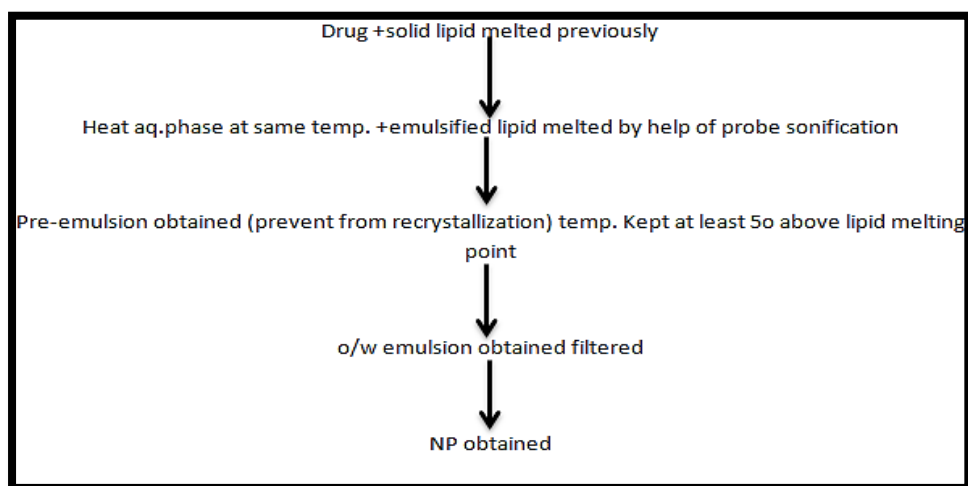 Drug +solid lipid melted previously
Heat aq.phase at same temp. +emulsified lipid melted by help of probe sonification
Pre-emulsion obtained (prevent from recrystallization) temp. Kept at least 5o above lipid melting
point
o/w emulsion obtained filtered
NP obtained